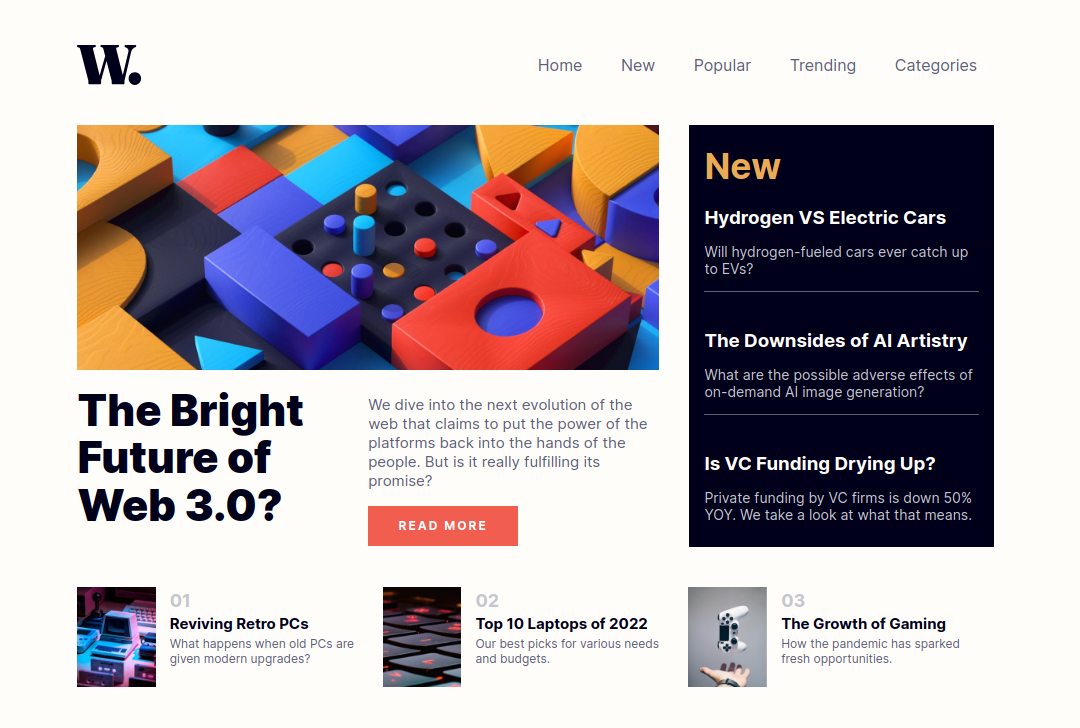 W.
Home New Popular Trending Categories
The Bright
Future of
Web 3.0?
We dive into the next evolution of the
web that claims to put the power of the
platforms back into the hands of the
people. But is it really fulfilling its
promise?
READ MORE
New
Hydrogen VS Electric Cars
Will hydrogen-fueled cars ever catch up
to EVs?
The Downsides of AI Artistry
What are the possible adverse effects of
on-demand AI image generation?
Is VC Funding Drying Up?
Private funding by VC firms is down 50%
YOY. We take a look at what that means.
01
Reviving Retro PCs
What happens when old PCs are
given modern upgrades?
02
Top 10 Laptops of 2022
Our best picks for various needs
and budgets.
03
The Growth of Gaming
How the pandemic has sparked
fresh opportunities.